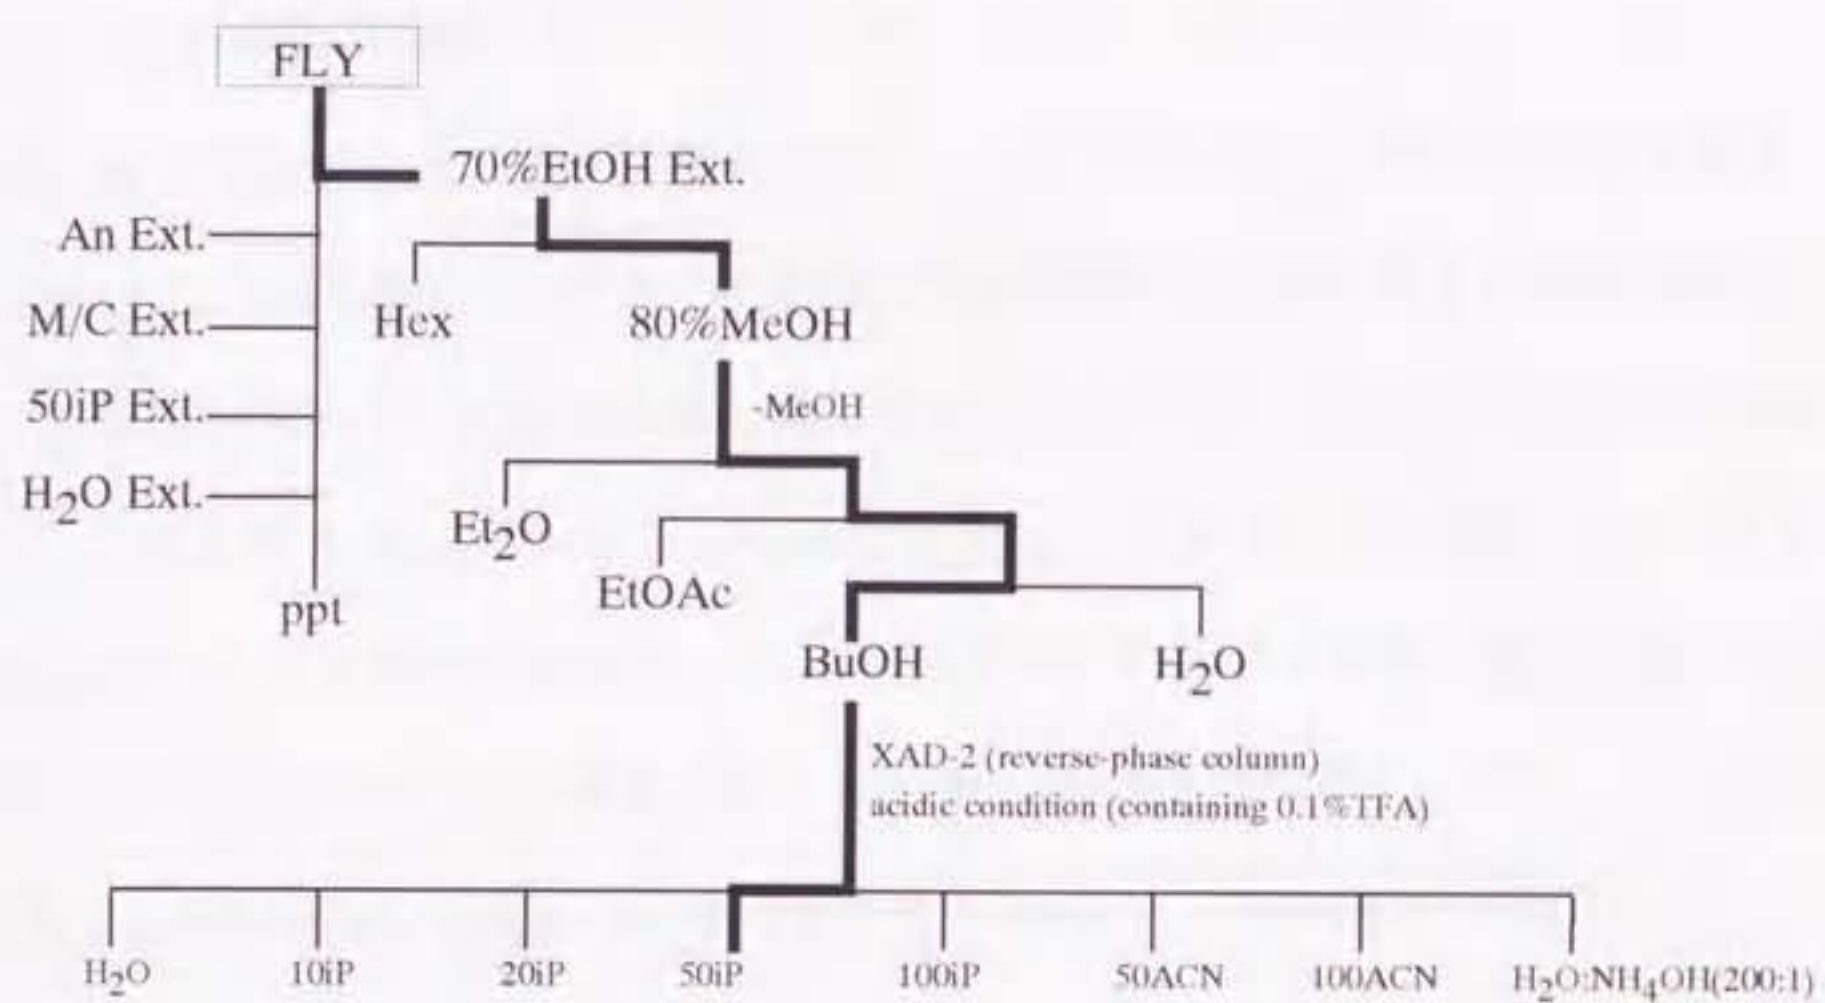 FLY
70%EtOH Ext.
An Ext.
M/C Ext.
Hex
80%MeOH
50iP Ext.
-MeOH
H₂O Ext.
Et₂O
EtOAc
ppt
BuOH
H₂O
XAD-2 (reverse-phase column)
acidic condition (containing 0.1%TFA)
H₂O
10iP
20iP
50iP
100iP
50ACN
100ACN
H₂O:NH₄OH(200:1)